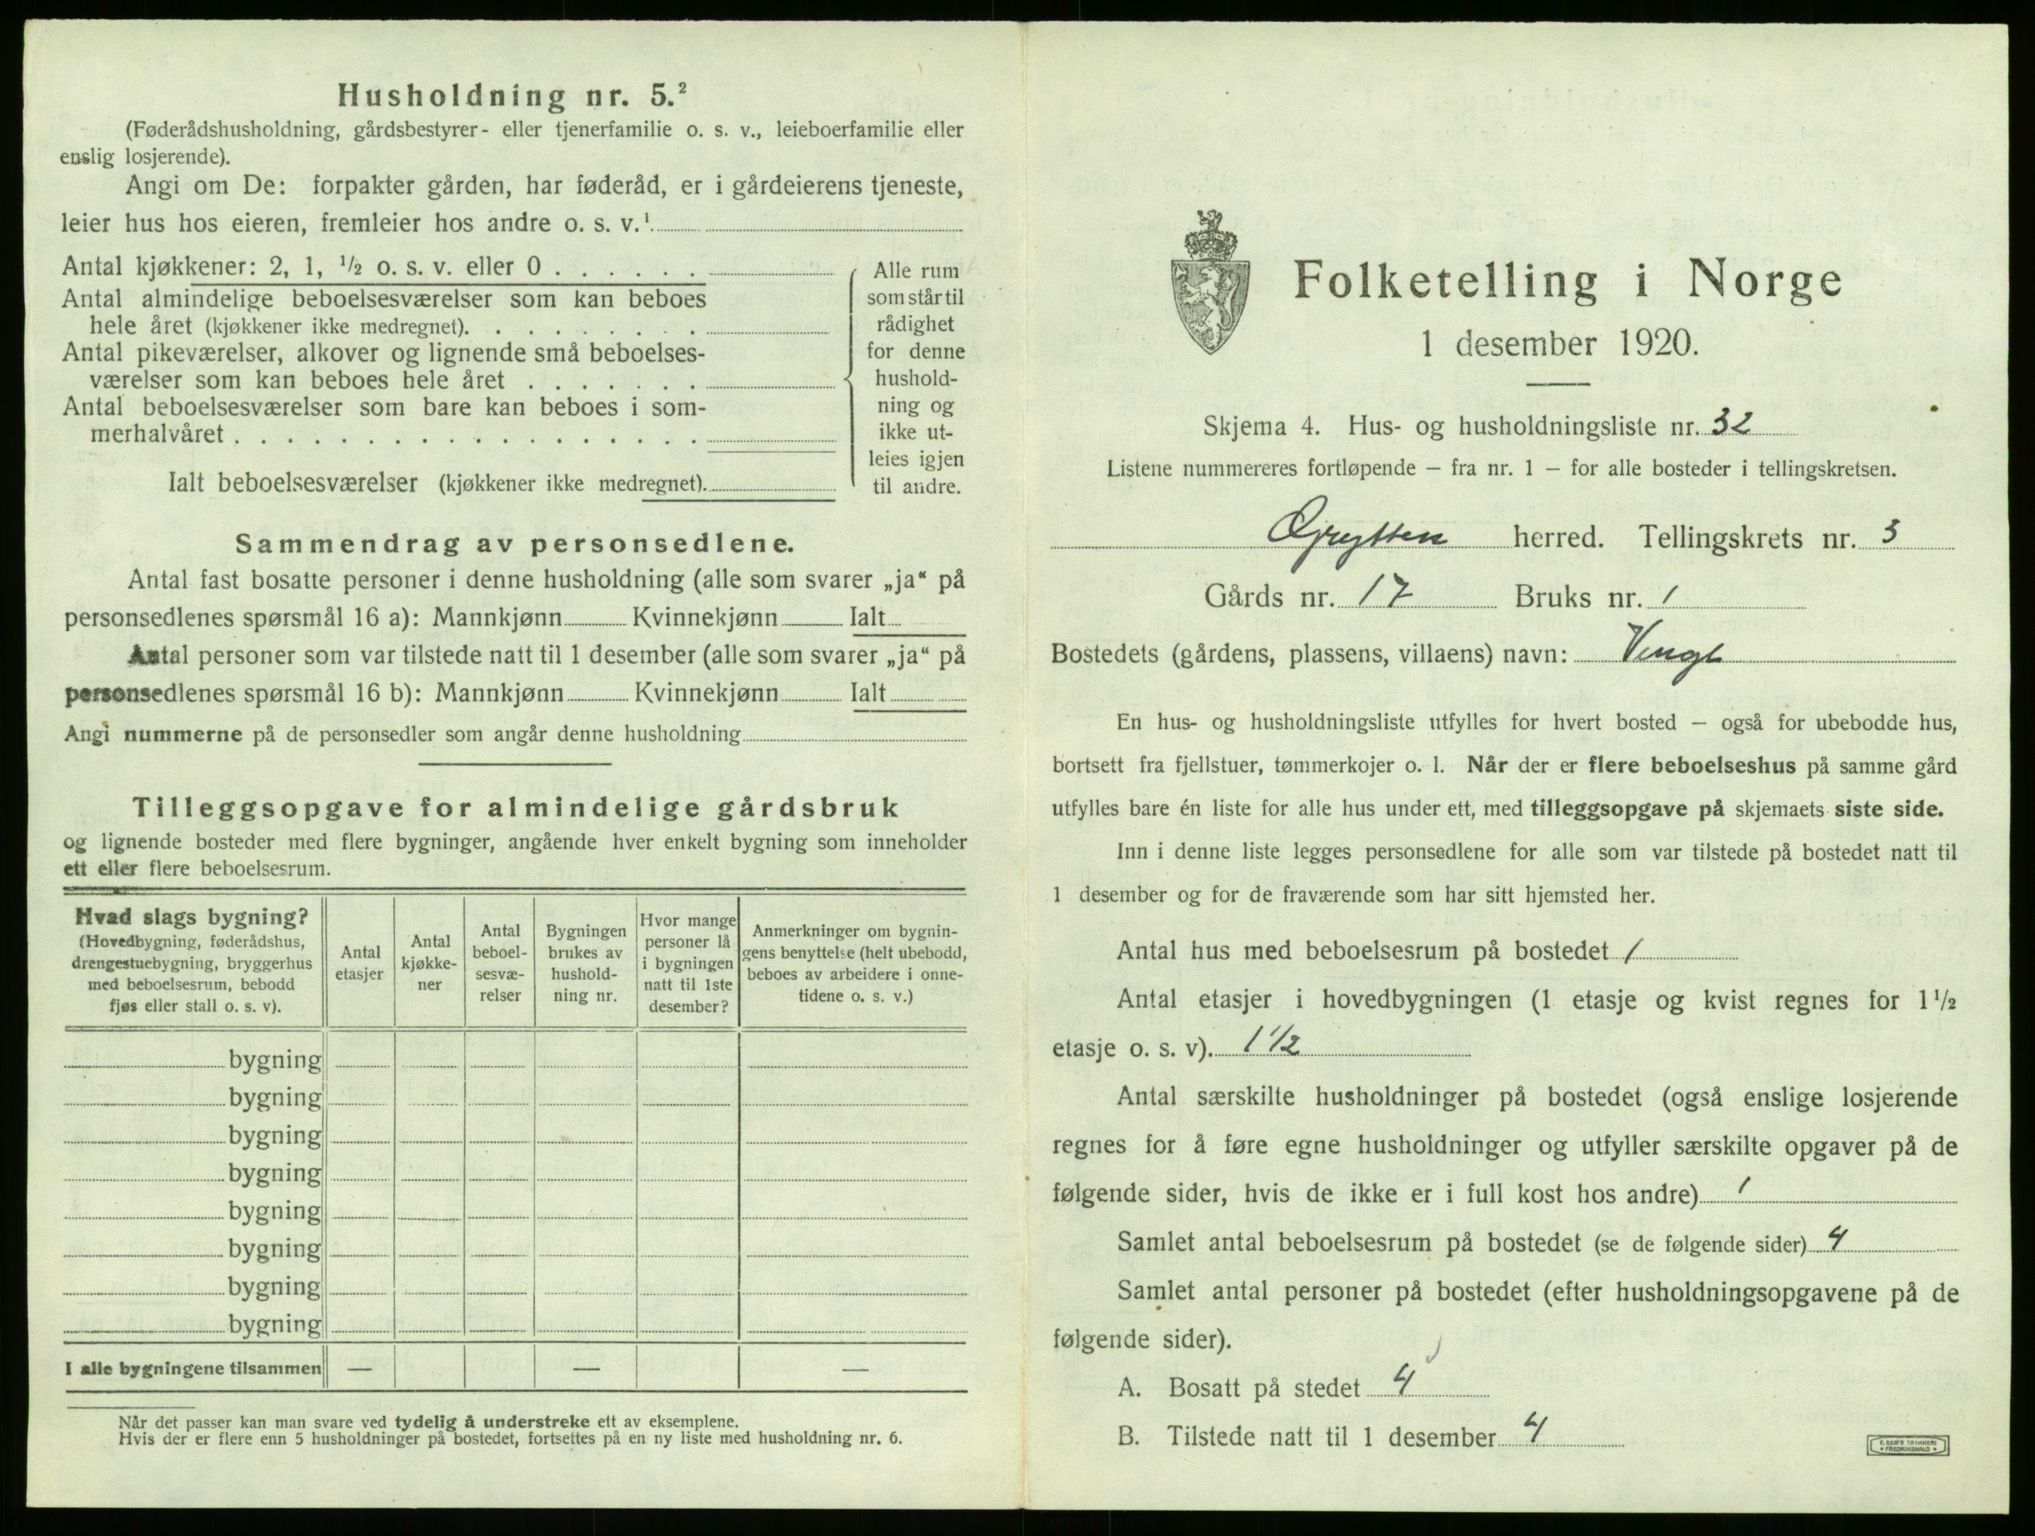 Husholdning nr. 5.²
(Føderådshusholdning, gårdsbestyrer- eller tjenerfamilie o. s. v., leieboerfamilie eller
enslig losjerende).
Angi om De: forpakter gården, har føderåd, er i gårdeierens tjeneste,
leier hus hos eieren, fremleier hos andre o. s. v.¹
Antal kjøkkener: 2, 1, ½ o. s. v. eller 0 . . . . . .
Antal almindelige beboelsesværelser som kan beboes
hele året (kjøkkener ikke medregnet). . . . . . . . .
Antal pikeværelser, alkover og lignende små beboelses-
værelser som kan beboes hele året . . . . . . .
Antal beboelsesværelser som bare kan beboes i som-
merhalvåret . . . . . . . . . . . . . . . . . .
Ialt beboelsesværelser (kjøkkener ikke medregnet).
Alle rum
som står til
rådighet
for denne
hushold-
ning og
ikke ut-
leies igjen
til andre.
Sammendrag av personsedlene.
Antal fast bosatte personer i denne husholdning (alle som svarer „ja“ på
personsedlenes spørsmål 16 a): Mannkjønn Kvinnekjønn Ialt
Antal personer som var tilstede natt til 1 desember (alle som svarer „ja“ på
personsedlenes spørsmål 16 b): Mannkjønn Kvinnekjønn Ialt
Angi nummerne på de personsedler som angår denne husholdning
Tilleggsopgave for almindelige gårdsbruk
og lignende bosteder med flere bygninger, angående hver enkelt bygning som inneholder
ett eller flere beboelsesrum.
Hvad slags bygning?
(Hovedbygning, føderådshus,
drengestuebygning, bryggerhus
med beboelsesrum, bebodd
fjøs eller stall o. s. v).
Antal
etasjer
Antal
kjøkke-
ner
Antal
beboel-
sesvæ-
relser
Bygningen
brukes av
hushold-
ning nr.
Hvor mange
personer lå
i bygningen
natt til 1ste
desember?
Anmerkninger om bygnin-
gens benyttelse (helt ubebodd,
beboes av arbeidere i onne-
tidene o. s. v.)
bygning
bygning
bygning
bygning
bygning
bygning
bygning
bygning
I alle bygningene tilsammen — — —
Når det passer kan man svare ved tydelig å understreke ett av eksemplene.
Hvis der er flere enn 5 husholdninger på bostedet, fortsettes på en ny liste med husholdning nr. 6.
Folketelling i Norge
1 desember 1920.
Skjema 4. Hus- og husholdningsliste nr. 32
Listene nummereres fortløpende — fra nr. 1 — for alle bosteder i tellingskretsen.
Grytten herred. Tellingskrets nr. 3
Gårds nr. 17 Bruks nr. 1
Bostedets (gårdens, plassens, villaens) navn: Venge
En hus- og husholdningsliste utfylles for hvert bosted — også for ubebodde hus,
bortsett fra fjellstuer, tømmerkojer o. l. Når der er flere beboelseshus på samme gård
utfylles bare én liste for alle hus under ett, med tilleggsopgave på skjemaets siste side.
Inn i denne liste legges personsedlene for alle som var tilstede på bostedet natt til
1 desember og for de fraværende som har sitt hjemsted her.
Antal hus med beboelsesrum på bostedet 1
Antal etasjer i hovedbygningen (1 etasje og kvist regnes for 1½
etasje o. s. v). 1½
Antal særskilte husholdninger på bostedet (også enslige losjerende
regnes for å føre egne husholdninger og utfyller særskilte opgaver på de
følgende sider, hvis de ikke er i full kost hos andre) 1
Samlet antal beboelsesrum på bostedet (se de følgende sider) 4
Samlet antal personer på bostedet (efter husholdningsopgavene på de
følgende sider).
A. Bosatt på stedet 4
B. Tilstede natt til 1 desember 4